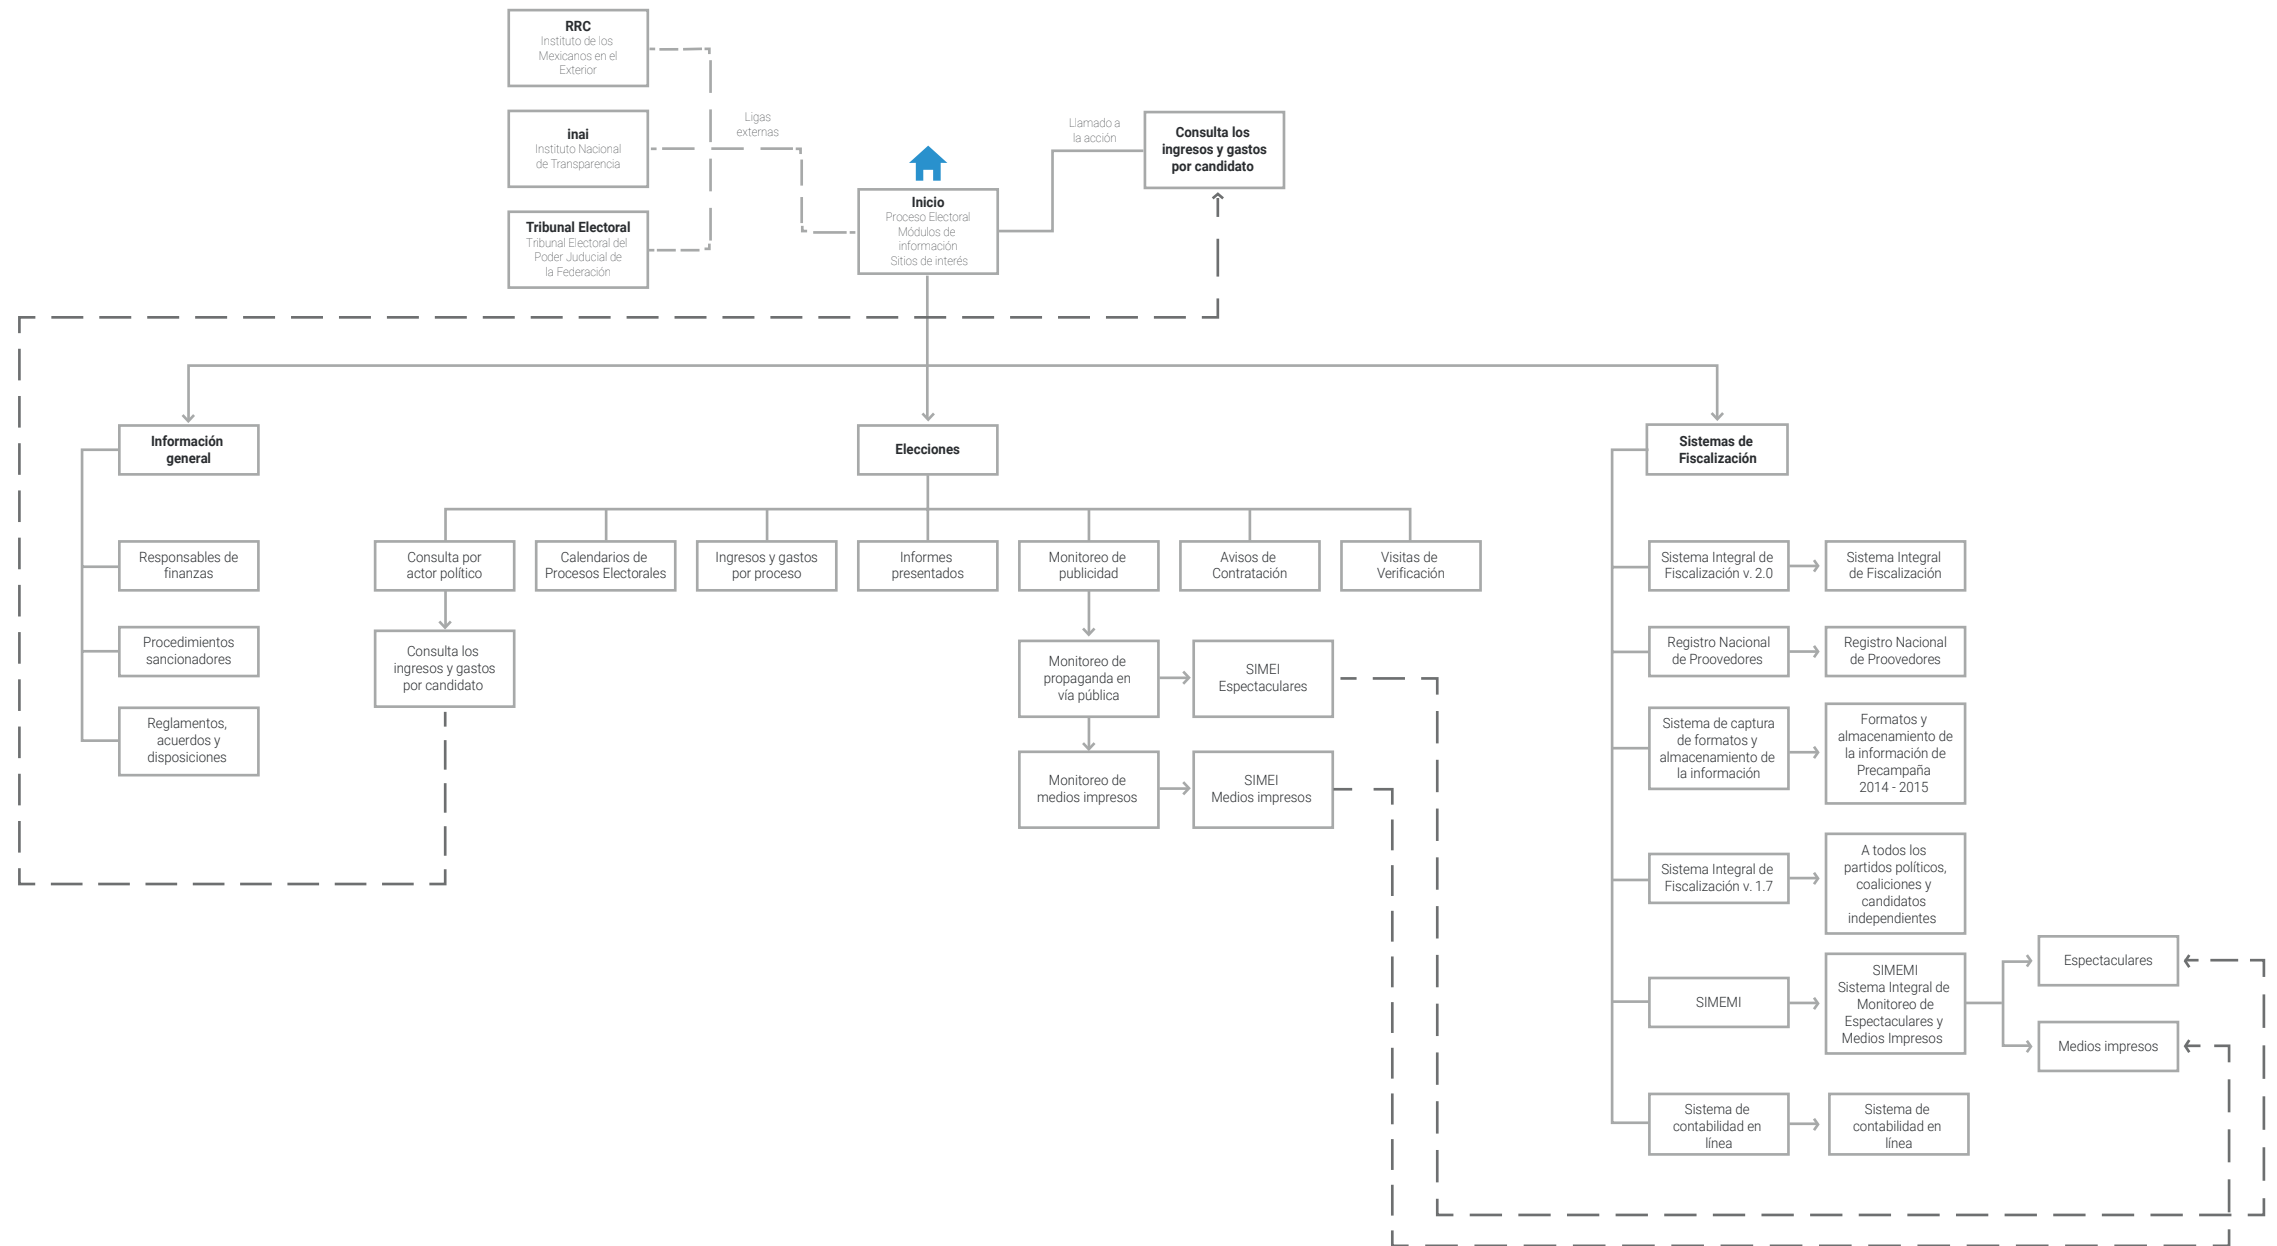 RRC
Instituto de los
Mexicanos en el
Exterior
inai
Instituto Nacional
de Transparencia
Tribunal Electoral
Tribunal Electoral del
Poder Juducial de
la Federación
Ligas
externas
Inicio
Proceso Electoral
Módulos de
información
Sitios de interés
Llamado a
la acción
Consulta los
ingresos y gastos
por candidato
Información
general
Responsables de
finanzas
Procedimientos
sancionadores
Reglamentos,
acuerdos y
disposiciones
Elecciones
Consulta por
actor político
Consulta los
ingresos y gastos
por candidato
Calendarios de
Procesos Electorales
Ingresos y gastos
por proceso
Informes
presentados
Monitoreo de
publicidad
Avisos de
Contratación
Visitas de
Verificación
Monitoreo de
propaganda en
vía pública
SIMEI
Espectaculares
Monitoreo de
medios impresos
SIMEI
Medios impresos
Sistemas de
Fiscalización
Sistema Integral de
Fiscalización v. 2.0
Sistema Integral
de Fiscalización
Registro Nacional
de Proovedores
Registro Nacional
de Proovedores
Sistema de captura
de formatos y
almacenamiento de
la información
Formatos y
almacenamiento de
la información de
Precampaña
2014 - 2015
Sistema Integral de
Fiscalización v. 1.7
A todos los
partidos políticos,
coaliciones y
candidatos
independientes
SIMEMI
SIMEMI
Sistema Integral de
Monitoreo de
Espectaculares y
Medios Impresos
Espectaculares
Medios impresos
Sistema de
contabilidad en
línea
Sistema de
contabilidad en
línea